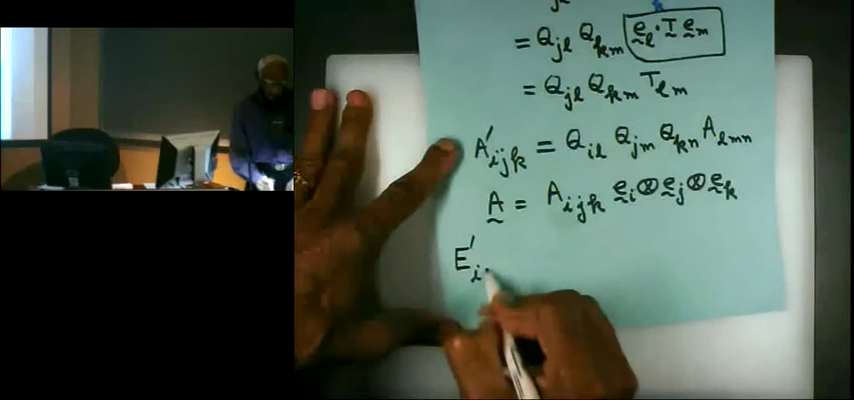 = Q_{jl} Q_{km} e_l · T e_m
= Q_{jl} Q_{km} T_{lm}
A'_{ijk} = Q_{il} Q_{jm} Q_{kn} A_{lmn}
A = A_{ijk} e_i ⊗ e_j ⊗ e_k
E'_i